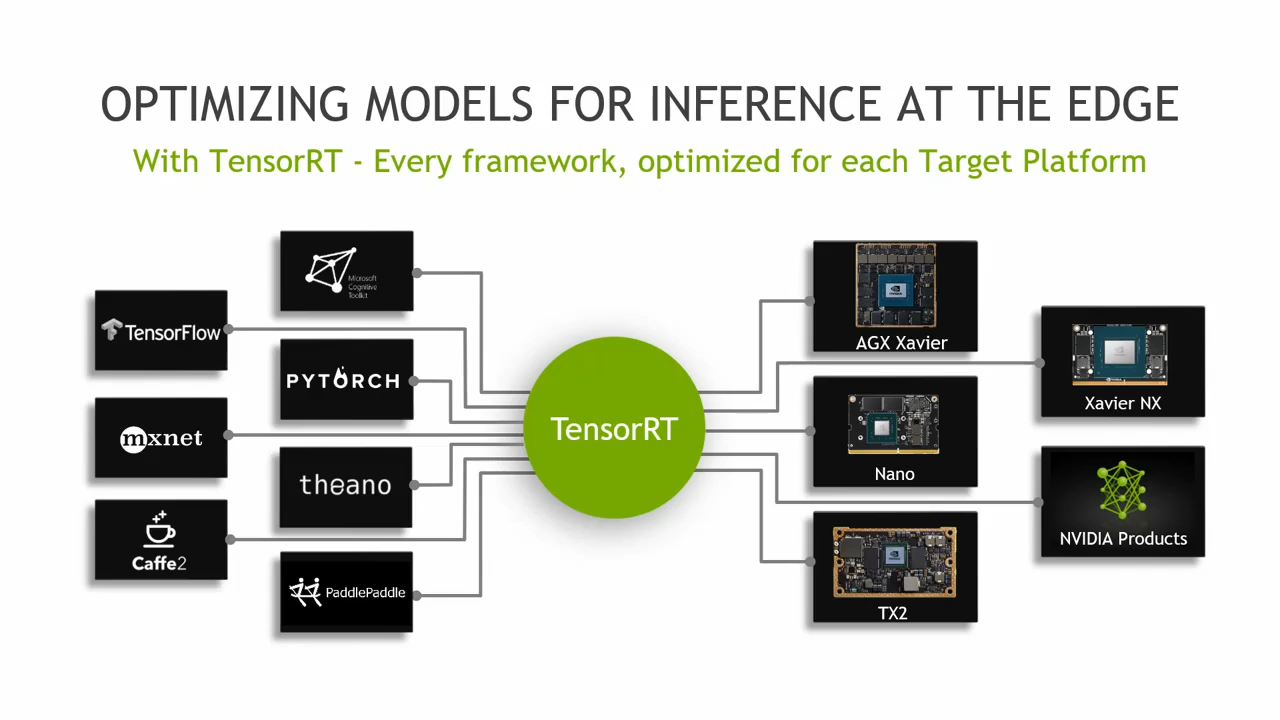 OPTIMIZING MODELS FOR INFERENCE AT THE EDGE
With TensorRT - Every framework, optimized for each Target Platform
Microsoft
Cognitive
Toolkit
TensorFlow
PYTORCH
mxnet
theano
Caffe2
PaddlePaddle
TensorRT
AGX Xavier
Xavier NX
Nano
NVIDIA Products
TX2